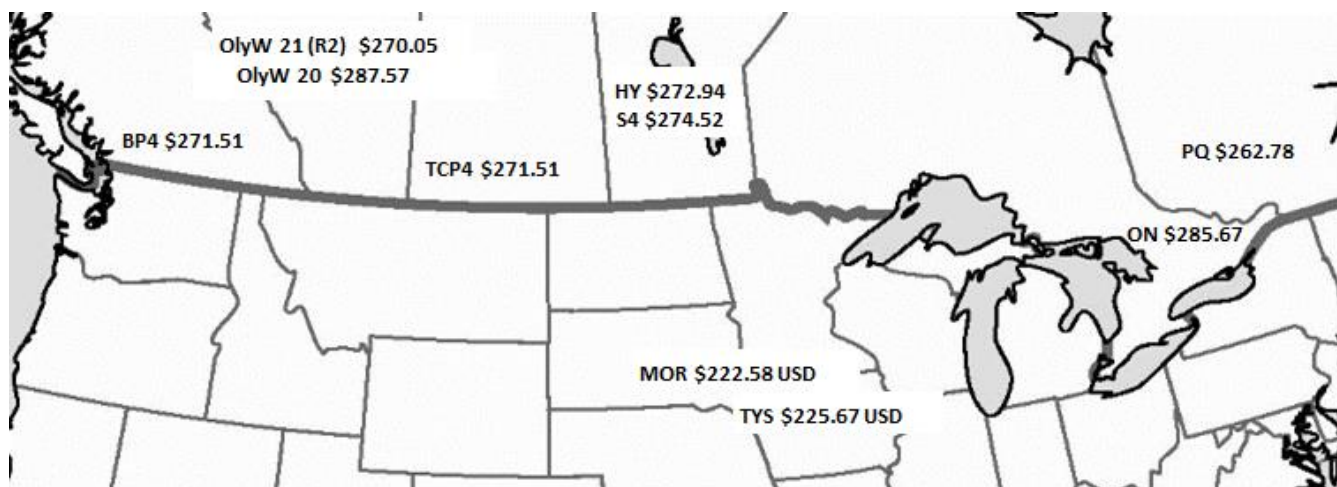 OlyW 21 (R2) $270.05
OlyW 20 $287.57
HY $272.94
S4 $274.52
BP4 $271.51
TCP4 $271.51
PQ $262.78
ON $285.67
MOR $222.58 USD
TYS $225.67 USD